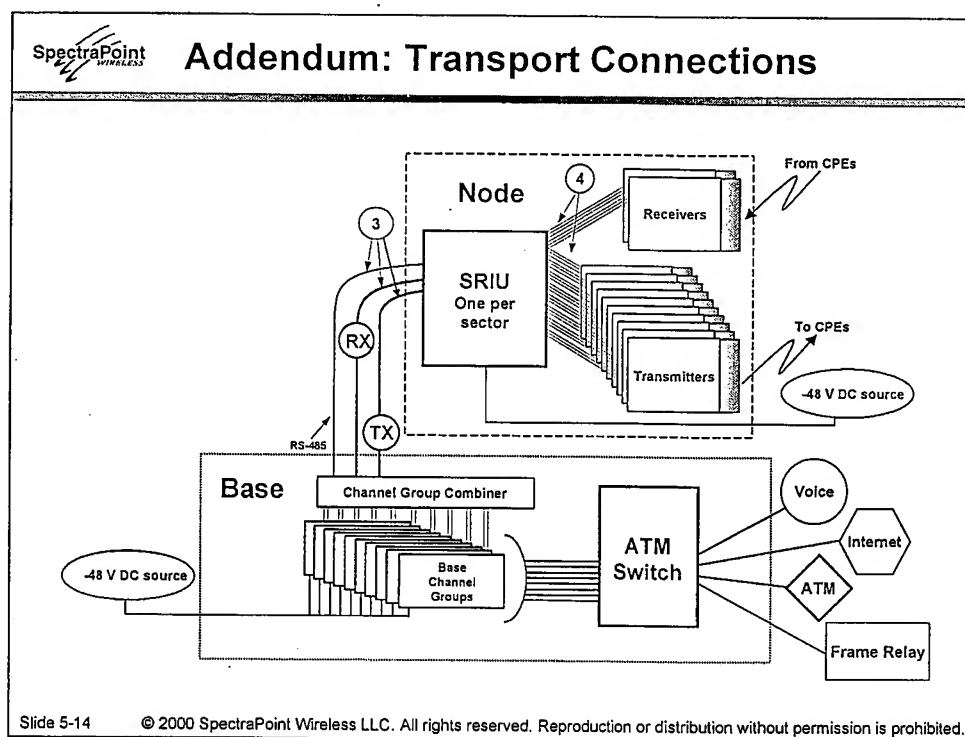 SpectraPoint
WIRELESS
Addendum: Transport Connections
Node
4
From CPEs
Receivers
3
SRIU
One per
sector
RX
To CPEs
Transmitters
-48 V DC source
TX
RS-485
Base
Channel Group Combiner
Voice
ATM
Switch
Internet
-48 V DC source
Base
Channel
Groups
ATM
Frame Relay
Slide 5-14
© 2000 SpectraPoint Wireless LLC. All rights reserved. Reproduction or distribution without permission is prohibited.